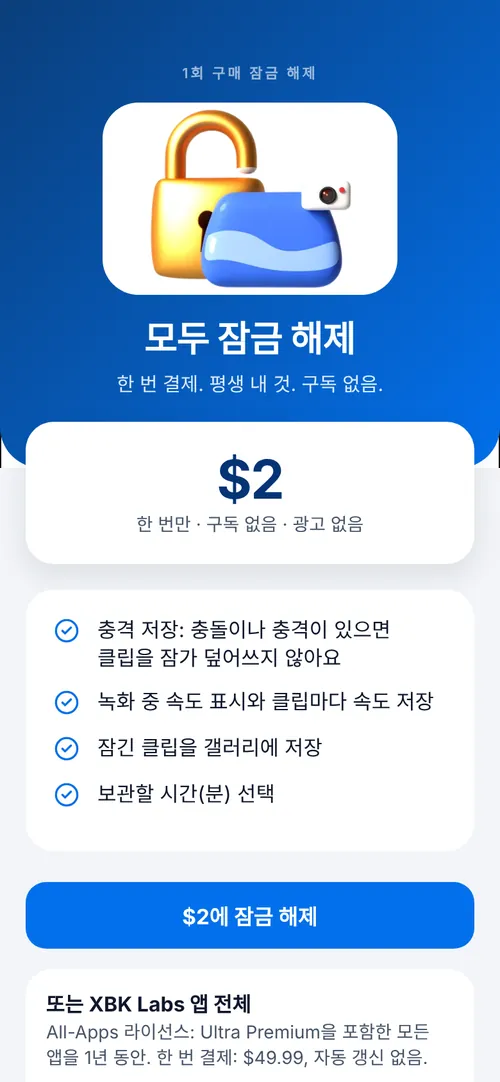 1회 구매 잠금 해제
모두 잠금 해제
한 번 결제. 평생 내 것. 구독 없음.
$2
한 번만 · 구독 없음 · 광고 없음
충격 저장: 충돌이나 충격이 있으면
클립을 잠가 덮어쓰지 않아요
녹화 중 속도 표시와 클립마다 속도 저장
잠긴 클립을 갤러리에 저장
보관할 시간(분) 선택
$2에 잠금 해제
또는 XBK Labs 앱 전체
All-Apps 라이선스: Ultra Premium을 포함한 모든
앱을 1년 동안. 한 번 결제: $49.99, 자동 갱신 없음.